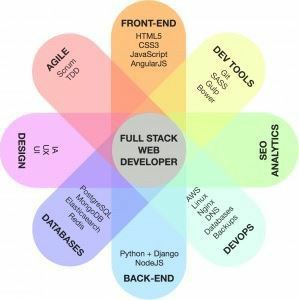 FRONT-END
HTML5
CSS3
JavaScript
AngularJS
DEV TOOLS
Git
SASS
Gulp
Bower
SEO
ANALYTICS
AWS
Linux
Nginx
DNS
Databases
Backups
DEVOPS
Python + Django
NodeJS
BACK-END
PostgreSQL
MongoDB
Elasticsearch
Redis
DATABASES
DESIGN
IA
UX
UI
AGILE
Scrum
TDD
FULL STACK
WEB
DEVELOPER